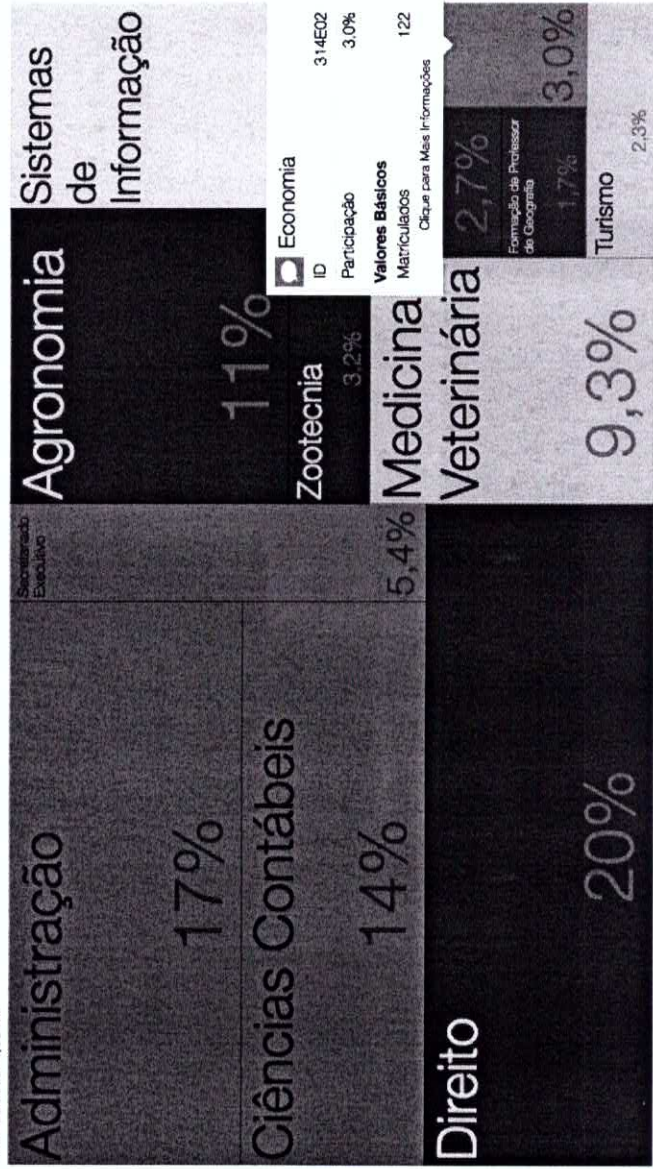 Administração
17%
Secretariado
Executivo
5,4%
Ciências Contábeis
14%
Direito
20%
Agronomia
11%
Zootecnia
3.2%
Medicina
Veterinária
9,3%
Sistemas
de
Informação
Economia
ID 314E02
Participação 3.0%
Valores Básicos
Matriculados 122
Clique para Mais Informações
2,7%
3,0%
Formação de Professor
de Geografia
1,7%
Turismo
2,3%